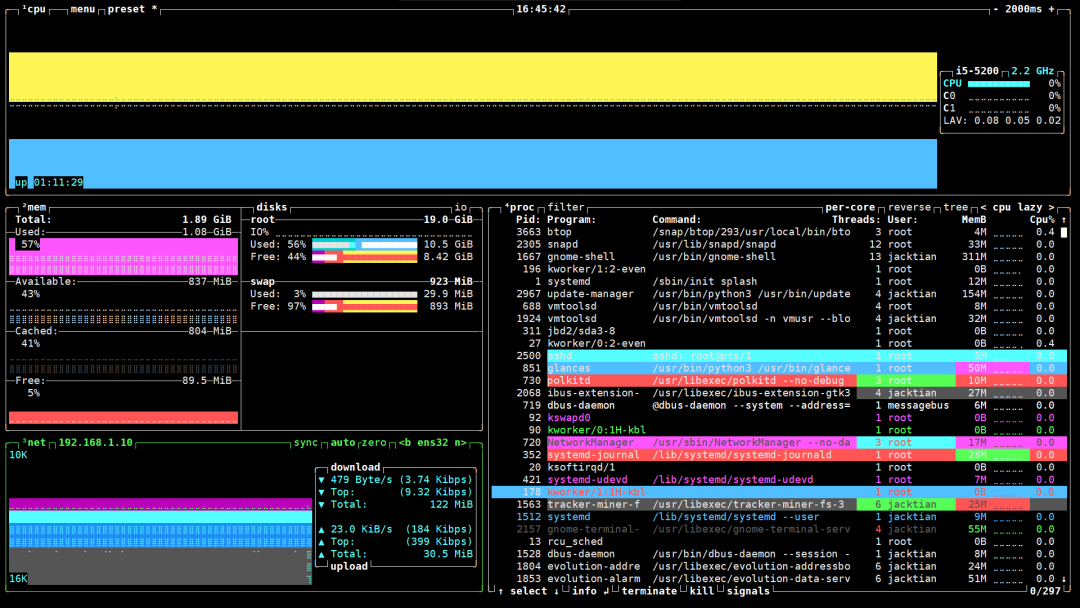 ¹cpu menu preset * 16:45:42 - 2000ms +
i5-5200 2.2 GHz
CPU 0%
C0 0%
C1 0%
LAV: 0.08 0.05 0.02
up 01:11:29
²mem
Total: 1.89 GiB
Used: 1.08 GiB
57%
Available: 837 MiB
43%
Cached: 804 MiB
41%
Free: 89.5 MiB
5%
disks io
root 19.0 GiB
IO%
Used: 56% 10.5 GiB
Free: 44% 8.42 GiB
swap 923 MiB
Used: 3% 29.9 MiB
Free: 97% 893 MiB
³net 192.168.1.10 sync auto zero <b ens32 n>
10K
16K
download
▼ 479 Byte/s (3.74 Kibps)
▼ Top: (9.32 Kibps)
▼ Total: 122 MiB
▲ 23.0 KiB/s (184 Kibps)
▲ Top: (399 Kibps)
▲ Total: 30.5 MiB
upload
⁴proc filter per-core reverse tree < cpu lazy >
Pid: Program: Command: Threads: User: MemB Cpu% ↑
3663 btop /snap/btop/293/usr/local/bin/bto 3 root 4M 0.4
2305 snapd /usr/lib/snapd/snapd 12 root 33M 0.0
1667 gnome-shell /usr/bin/gnome-shell 13 jacktian 311M 0.0
196 kworker/1:2-even 1 root 0B 0.0
1 systemd /sbin/init splash 1 root 12M 0.0
2967 update-manager /usr/bin/python3 /usr/bin/update 4 jacktian 154M 0.0
688 vmtoolsd /usr/bin/vmtoolsd 4 root 8M 0.0
1924 vmtoolsd /usr/bin/vmtoolsd -n vmusr --blo 4 jacktian 32M 0.0
311 jbd2/sda3-8 1 root 0B 0.0
27 kworker/0:2-even 1 root 0B 0.4
2500 sshd sshd: root@pts/1 1 root 9M 0.0
851 glances /usr/bin/python3 /usr/bin/glance 1 root 50M 0.0
730 polkitd /usr/libexec/polkitd --no-debug 3 root 10M 0.0
2068 ibus-extension- /usr/libexec/ibus-extension-gtk3 4 jacktian 27M 0.0
719 dbus-daemon @dbus-daemon --system --address= 1 messagebus 6M 0.0
92 kswapd0 1 root 0B 0.0
90 kworker/0:1H-kbl 1 root 0B 0.0
720 NetworkManager /usr/sbin/NetworkManager --no-da 3 root 17M 0.0
352 systemd-journal /lib/systemd/systemd-journald 1 root 28M 0.0
20 ksoftirqd/1 1 root 0B 0.0
421 systemd-udevd /lib/systemd/systemd-udevd 1 root 7M 0.0
178 kworker/1:1H-kbl 1 root 0B 0.0
1563 tracker-miner-f /usr/libexec/tracker-miner-fs-3 6 jacktian 25M 0.0
1512 systemd /lib/systemd/systemd --user 1 jacktian 9M 0.0
2157 gnome-terminal- /usr/libexec/gnome-terminal-serv 4 jacktian 55M 0.0
13 rcu_sched 1 root 0B 0.0
1528 dbus-daemon /usr/bin/dbus-daemon --session - 1 jacktian 8M 0.0
1804 evolution-addre /usr/libexec/evolution-addressbo 6 jacktian 24M 0.0
1853 evolution-alarm /usr/libexec/evolution-data-serv 6 jacktian 51M 0.0 ↓
↑ select ↓ info ↲ terminate kill signals 0/297